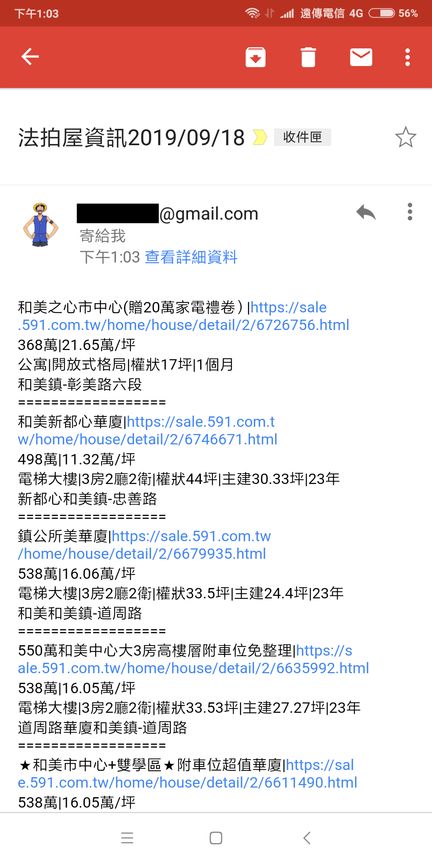 下午1:03
遠傳電信 4G 56%
法拍屋資訊2019/09/18 收件匣
@gmail.com
寄給我
下午1:03 查看詳細資料
和美之心市中心(贈20萬家電禮卷）|https://sale
.591.com.tw/home/house/detail/2/6726756.html
368萬|21.65萬/坪
公寓|開放式格局|權狀17坪|1個月
和美鎮-彰美路六段
==================
和美新都心華廈|https://sale.591.com.t
w/home/house/detail/2/6746671.html
498萬|11.32萬/坪
電梯大樓|3房2廳2衛|權狀44坪|主建30.33坪|23年
新都心和美鎮-忠善路
==================
鎮公所美華廈|https://sale.591.com.tw
/home/house/detail/2/6679935.html
538萬|16.06萬/坪
電梯大樓|3房2廳2衛|權狀33.5坪|主建24.4坪|23年
和美和美鎮-道周路
==================
550萬和美中心大3房高樓層附車位免整理|https://s
ale.591.com.tw/home/house/detail/2/6635992.html
538萬|16.05萬/坪
電梯大樓|3房2廳2衛|權狀33.53坪|主建27.27坪|23年
道周路華廈和美鎮-道周路
==================
★和美市中心+雙學區★附車位超值華廈|https://sal
e.591.com.tw/home/house/detail/2/6611490.html
538萬|16.05萬/坪